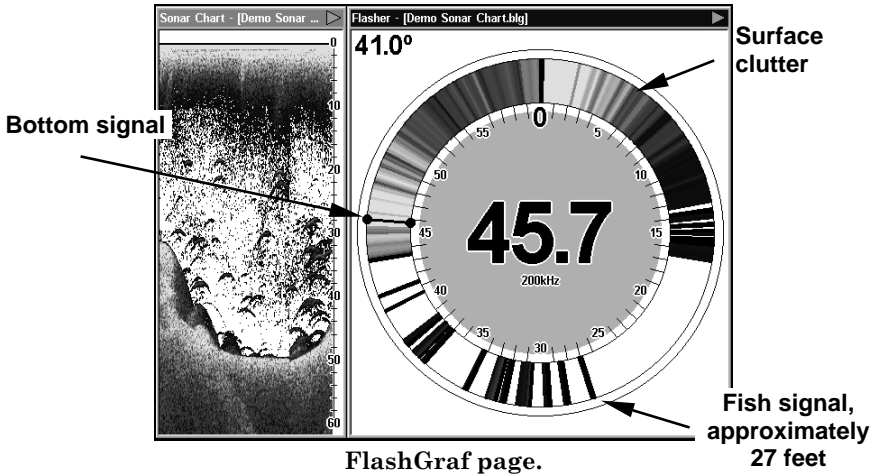 Sonar Chart - [Demo Sonar ...
Flasher - [Demo Sonar Chart.blg]
41.0º
Surface
clutter
Bottom signal
0
10
20
30
40
50
60
0
5
10
15
20
25
30
35
40
45
50
55
45.7
200kHz
Fish signal,
approximately
27 feet
FlashGraf page.